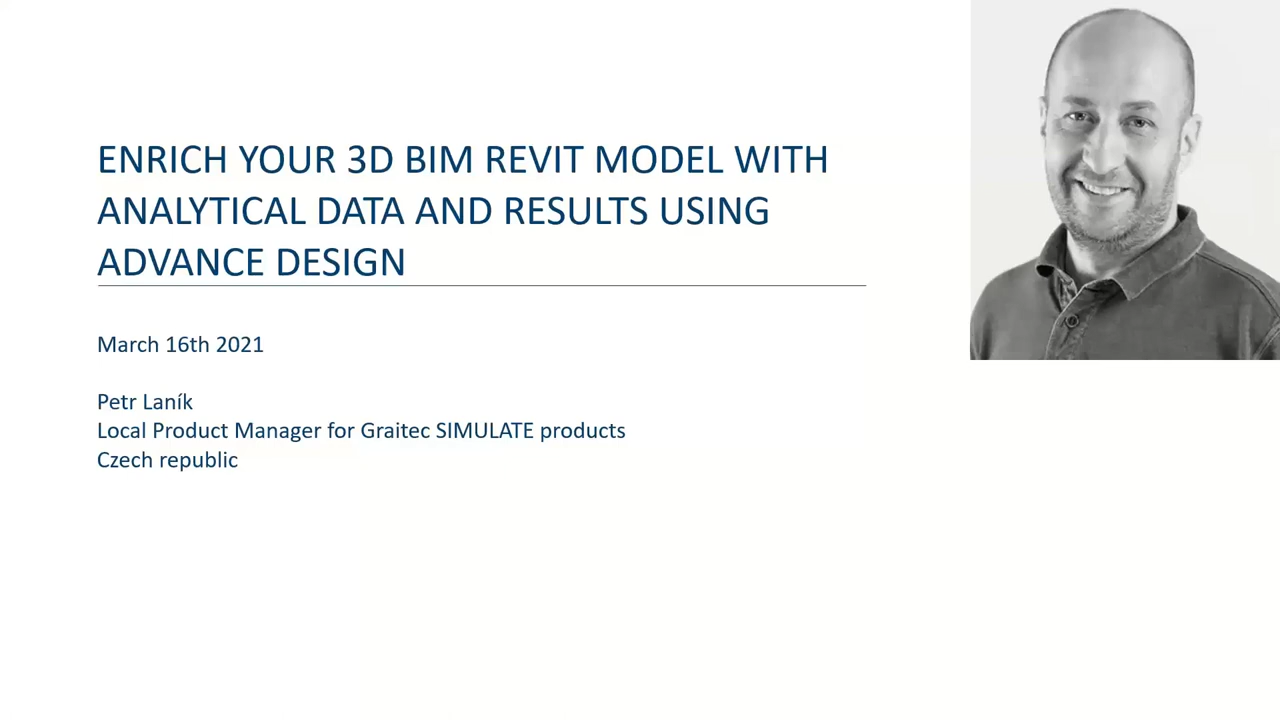 ENRICH YOUR 3D BIM REVIT MODEL WITH
ANALYTICAL DATA AND RESULTS USING
ADVANCE DESIGN
March 16th 2021
Petr Laník
Local Product Manager for Graitec SIMULATE products
Czech republic